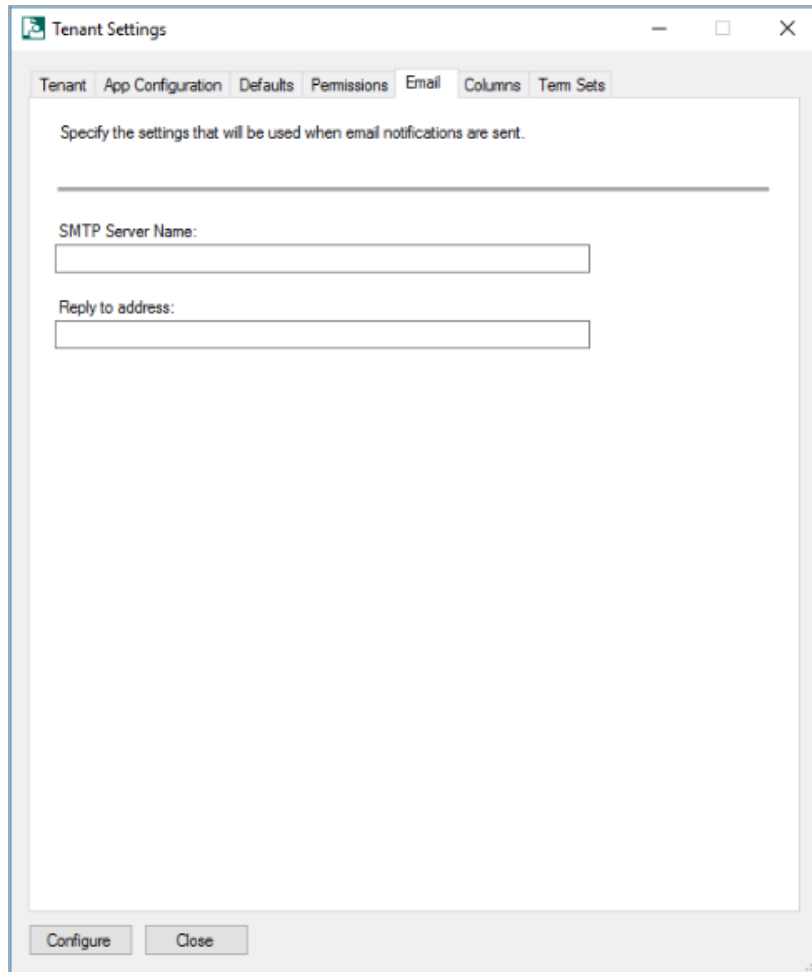 Tenant Settings
Tenant App Configuration Defaults Permissions Email Columns Term Sets
Specify the settings that will be used when email notifications are sent.
SMTP Server Name:
Reply to address:
Configure Close